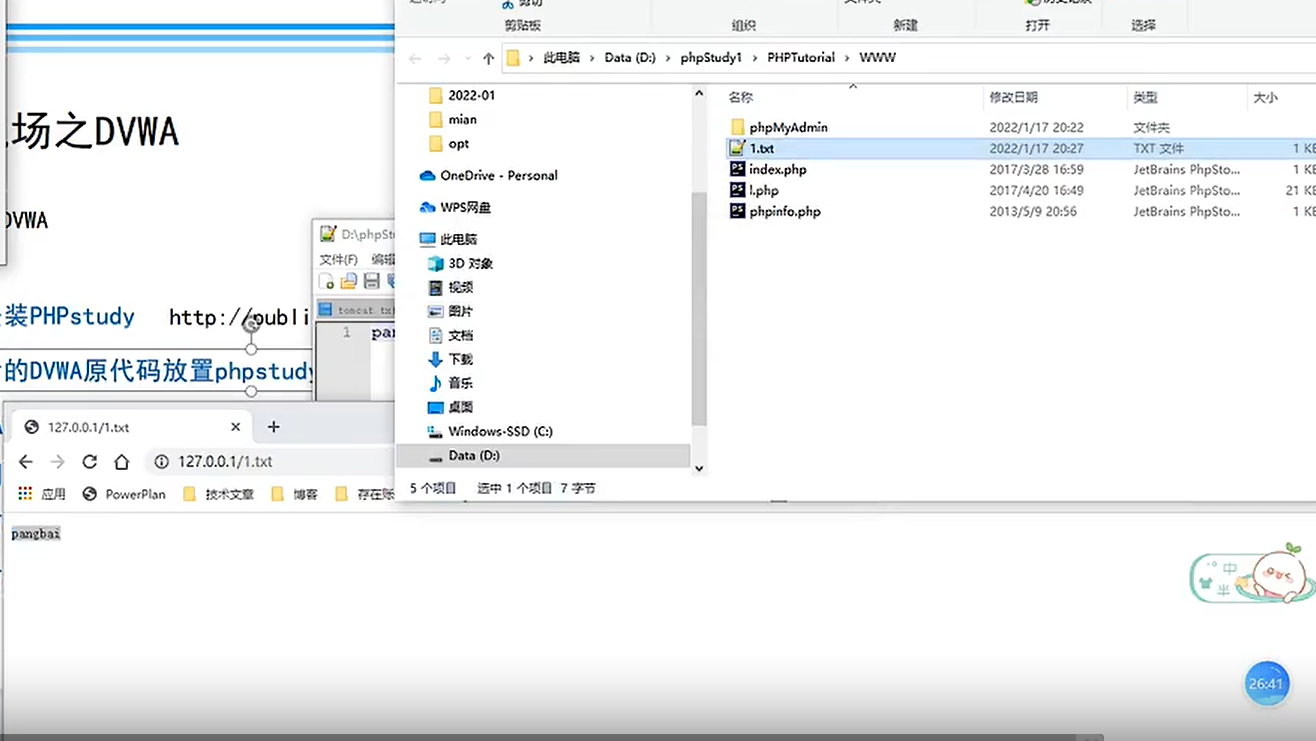 剪切
剪贴板
组织
新建
打开
选择
此电脑 › Data (D:) › phpStudy1 › PHPTutorial › WWW
2022-01
mian
opt
OneDrive - Personal
WPS网盘
此电脑
3D 对象
视频
图片
文档
下载
音乐
桌面
Windows-SSD (C:)
Data (D:)
名称 修改日期 类型 大小
phpMyAdmin 2022/1/17 20:22 文件夹
1.txt 2022/1/17 20:27 TXT 文件 1 KB
index.php 2017/3/28 16:59 JetBrains PhpSto... 1 KB
l.php 2017/4/20 16:49 JetBrains PhpSto... 21 KB
phpinfo.php 2013/5/9 20:56 JetBrains PhpSto... 1 KB
5 个项目 选中 1 个项目 7 字节
场之DVWA
DVWA
装PHPstudy http://publi
的DVWA原代码放置phpstudy
D:\phpStu
文件(F) 编辑
tomcat.txt
1 pan
127.0.0.1/1.txt
127.0.0.1/1.txt
应用 PowerPlan 技术文章 博客 存在账
pangbai
中
半
26:41